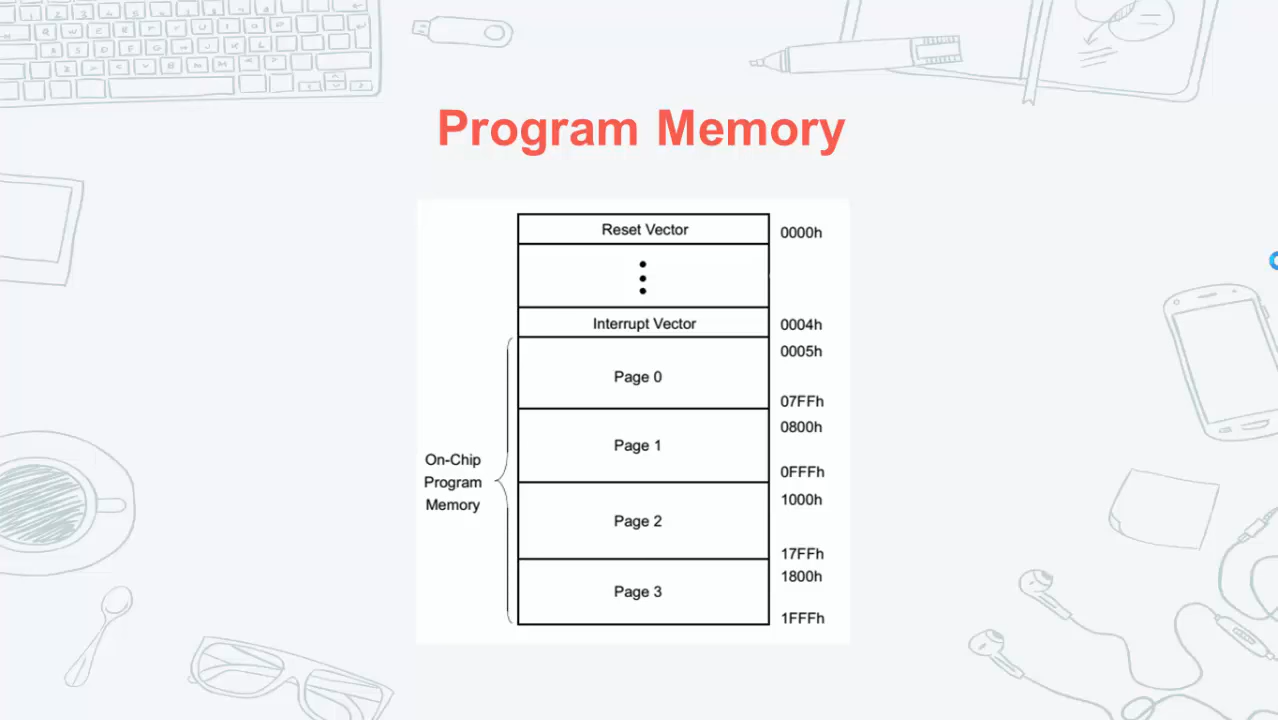 Program Memory
Reset Vector
0000h
Interrupt Vector
0004h
0005h
Page 0
07FFh
0800h
Page 1
0FFFh
1000h
On-Chip
Program
Memory
Page 2
17FFh
1800h
Page 3
1FFFh